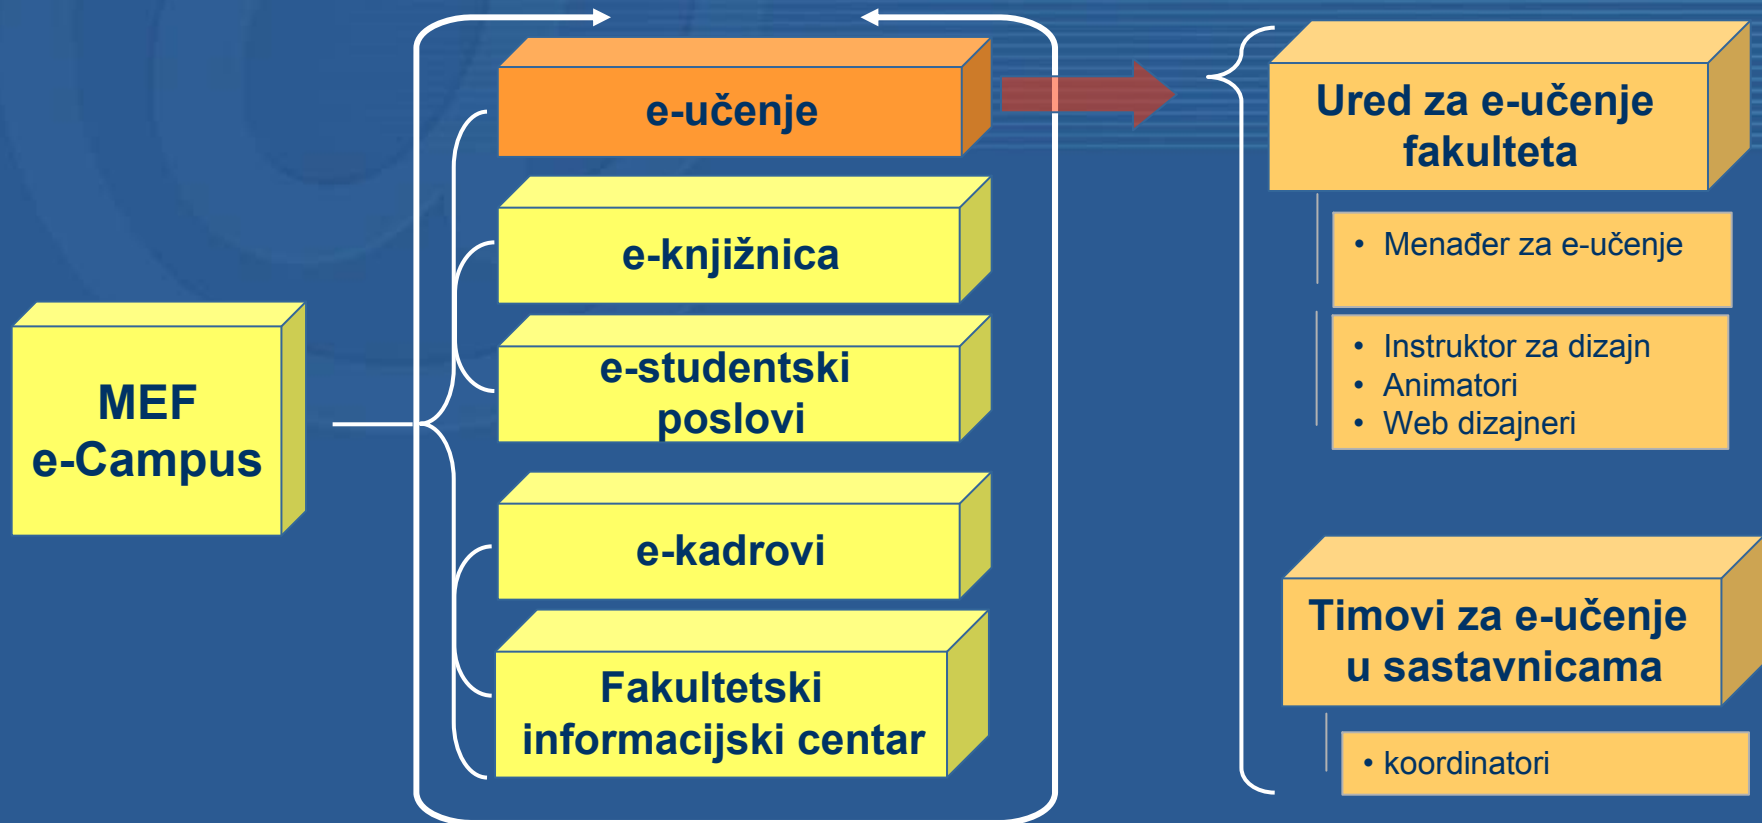 MEF
e-Campus
e-učenje
e-knjižnica
e-studentski
poslovi
e-kadrovi
Fakultetski
informacijski centar
Ured za e-učenje
fakulteta
• Menađer za e-učenje
• Instruktor za dizajn
• Animatori
• Web dizajneri
Timovi za e-učenje
u sastavnicama
• koordinatori